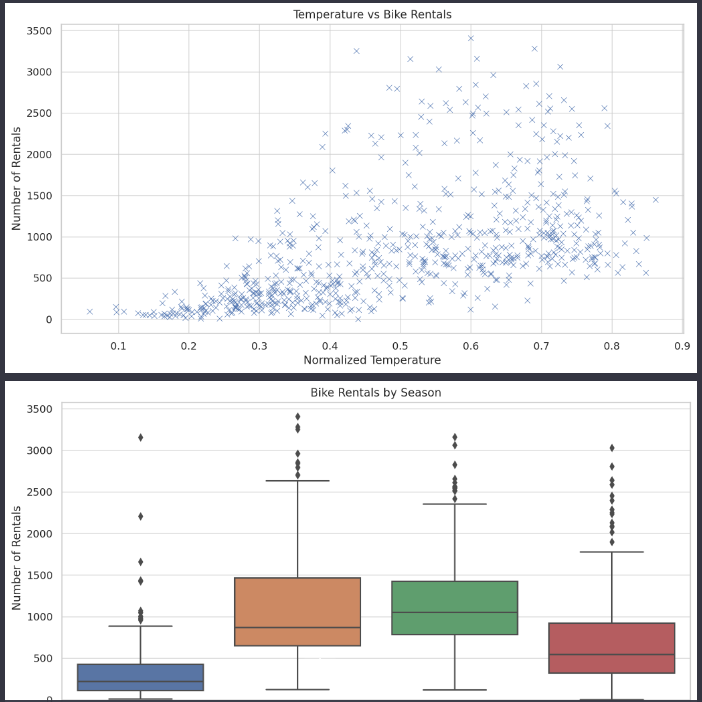 Temperature vs Bike Rentals
3500
3000
2500
2000
1500
1000
500
0
Number of Rentals
0.1 0.2 0.3 0.4 0.5 0.6 0.7 0.8 0.9
Normalized Temperature
Bike Rentals by Season
3500
3000
2500
2000
1500
1000
500
0
Number of Rentals